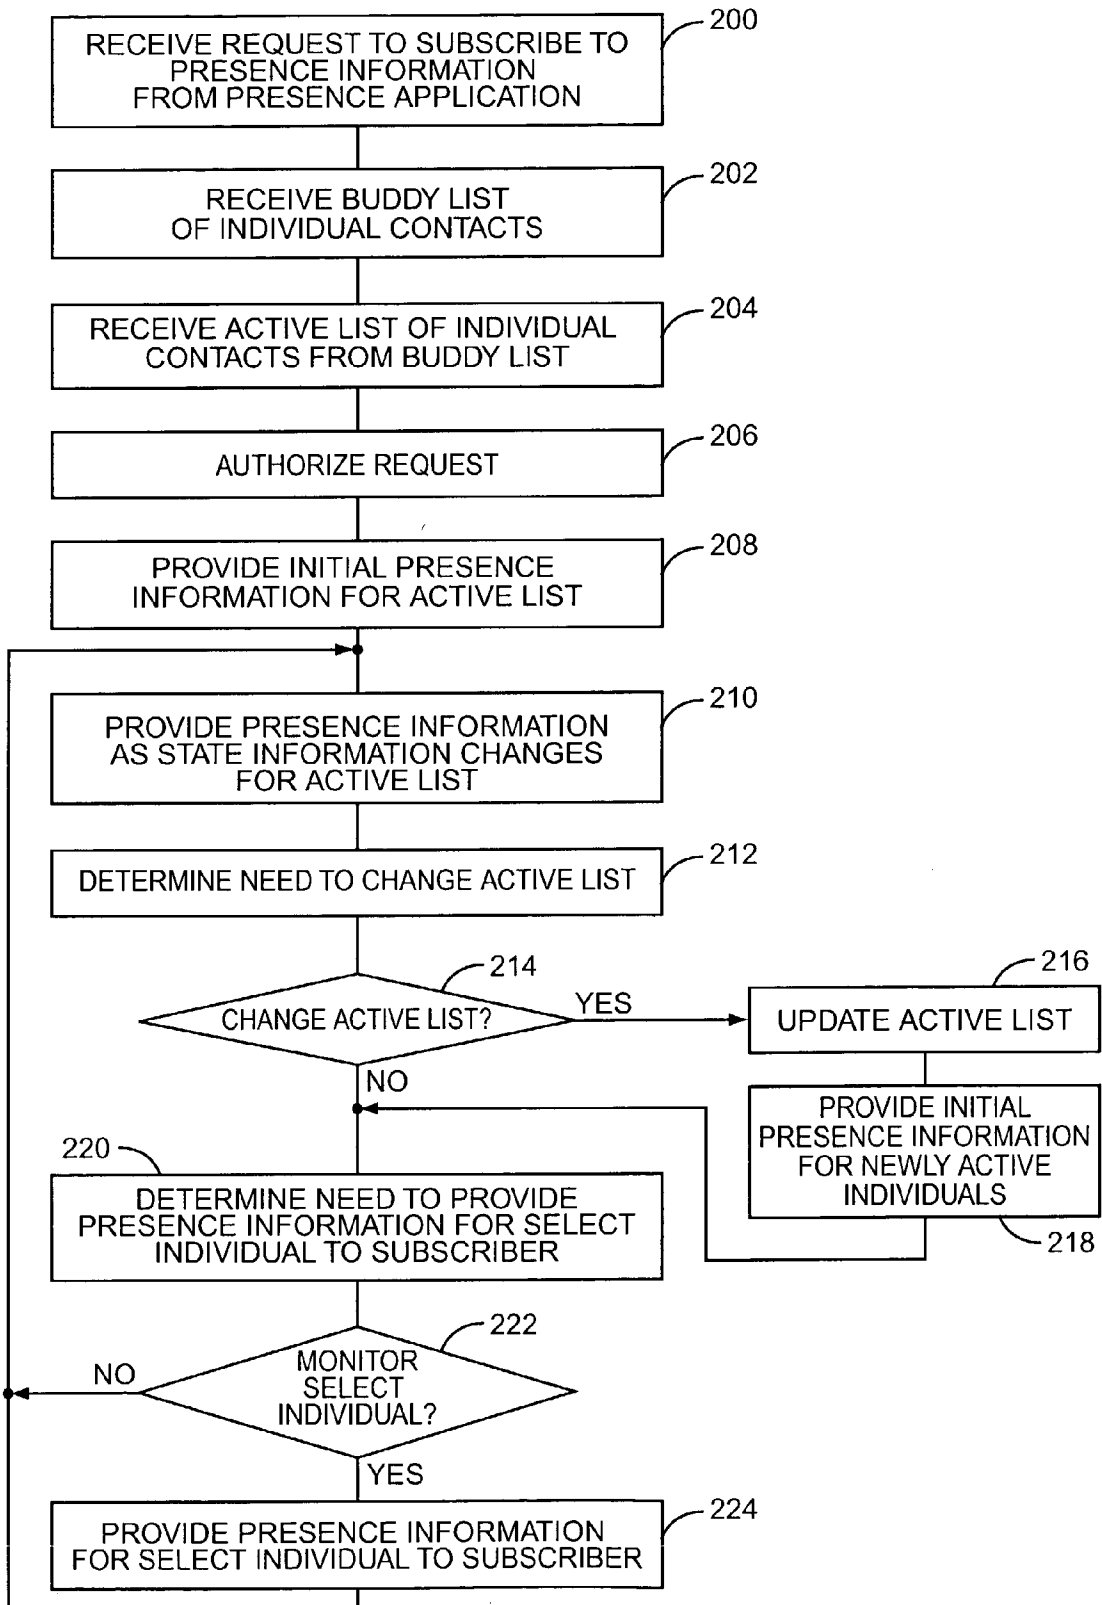 200
RECEIVE REQUEST TO SUBSCRIBE TO
PRESENCE INFORMATION
FROM PRESENCE APPLICATION
202
RECEIVE BUDDY LIST
OF INDIVIDUAL CONTACTS
204
RECEIVE ACTIVE LIST OF INDIVIDUAL
CONTACTS FROM BUDDY LIST
206
AUTHORIZE REQUEST
208
PROVIDE INITIAL PRESENCE
INFORMATION FOR ACTIVE LIST
210
PROVIDE PRESENCE INFORMATION
AS STATE INFORMATION CHANGES
FOR ACTIVE LIST
212
DETERMINE NEED TO CHANGE ACTIVE LIST
214
CHANGE ACTIVE LIST?
YES
NO
216
UPDATE ACTIVE LIST
PROVIDE INITIAL
PRESENCE INFORMATION
FOR NEWLY ACTIVE
INDIVIDUALS
218
220
DETERMINE NEED TO PROVIDE
PRESENCE INFORMATION FOR SELECT
INDIVIDUAL TO SUBSCRIBER
222
MONITOR
SELECT
INDIVIDUAL?
NO
YES
224
PROVIDE PRESENCE INFORMATION
FOR SELECT INDIVIDUAL TO SUBSCRIBER